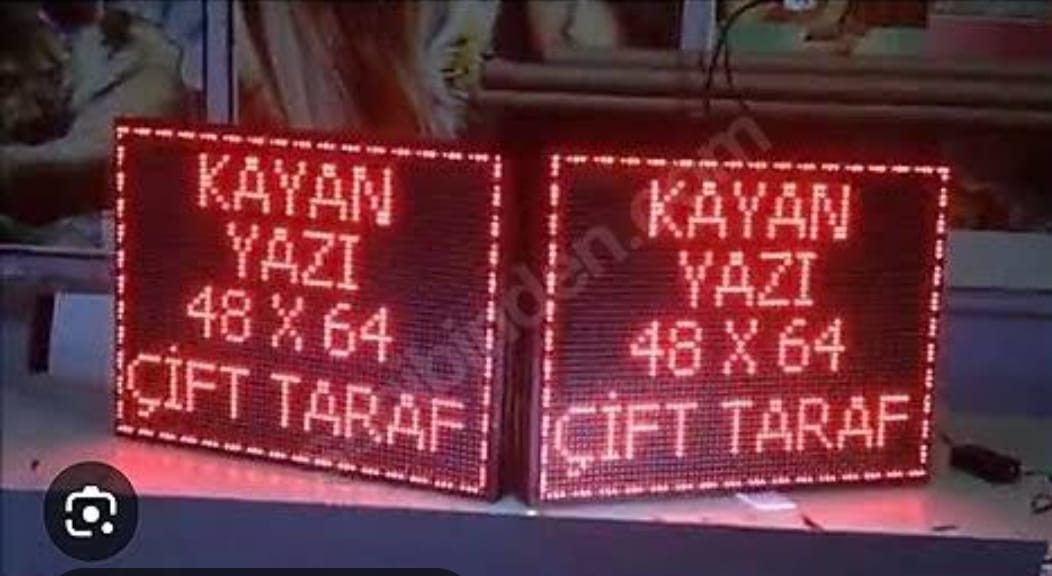 KAYAN
YAZI
48 X 64
ÇİFT TARAF
KAYAN
YAZI
48 X 64
ÇİFT TARAF